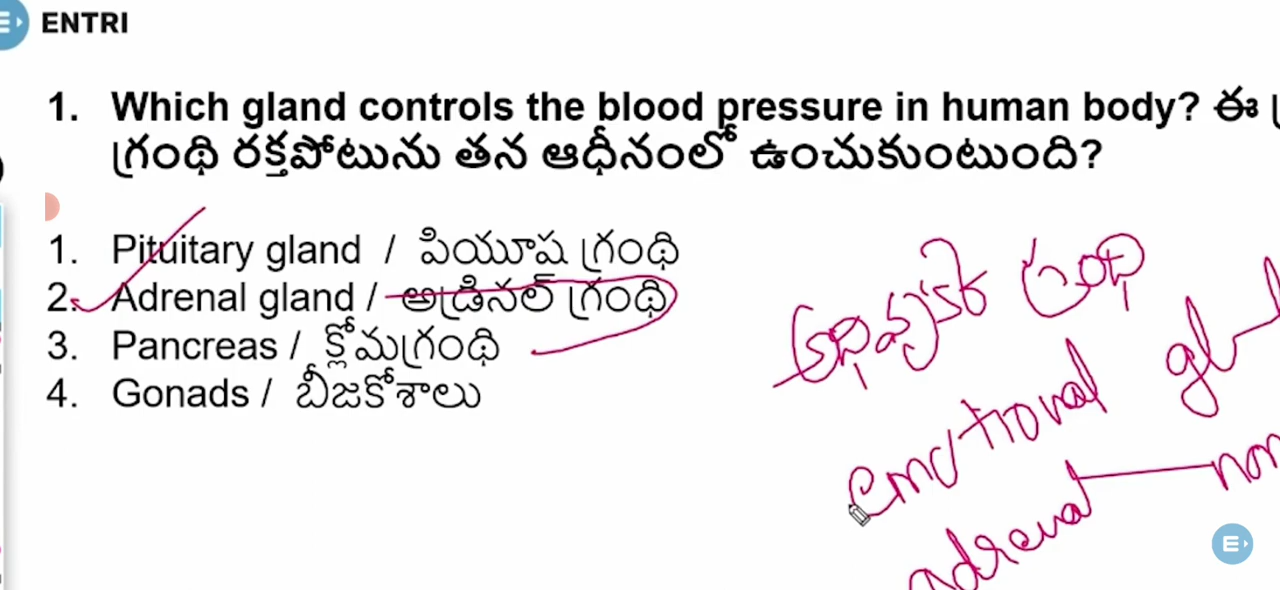 ENTRI
1. Which gland controls the blood pressure in human body? ఈ
గ్రంథి రక్తపోటును తన ఆధీనంలో ఉంచుకుంటుంది?
1. Pituitary gland / పియూష గ్రంథి
2. Adrenal gland / అడ్రినల్ గ్రంథి
3. Pancreas / క్లోమగ్రంథి
4. Gonads / బీజకోశాలు
emotional
adrenal